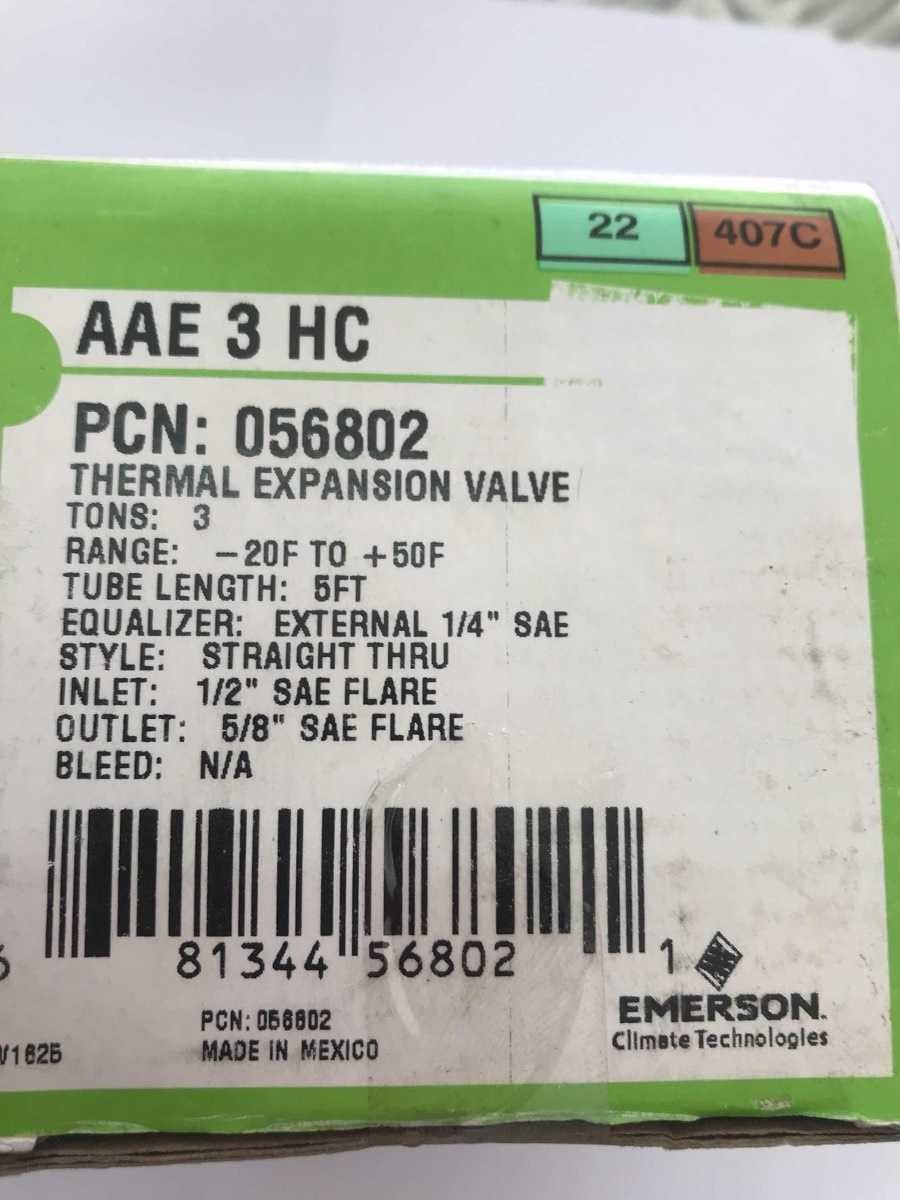 22 407C
AAE 3 HC
PCN: 056802
THERMAL EXPANSION VALVE
TONS: 3
RANGE: -20F TO +50F
TUBE LENGTH: 5FT
EQUALIZER: EXTERNAL 1/4" SAE
STYLE: STRAIGHT THRU
INLET: 1/2" SAE FLARE
OUTLET: 5/8" SAE FLARE
BLEED: N/A
81344 56802 1
EMERSON.
Climate Technologies
PCN: 056802
MADE IN MEXICO